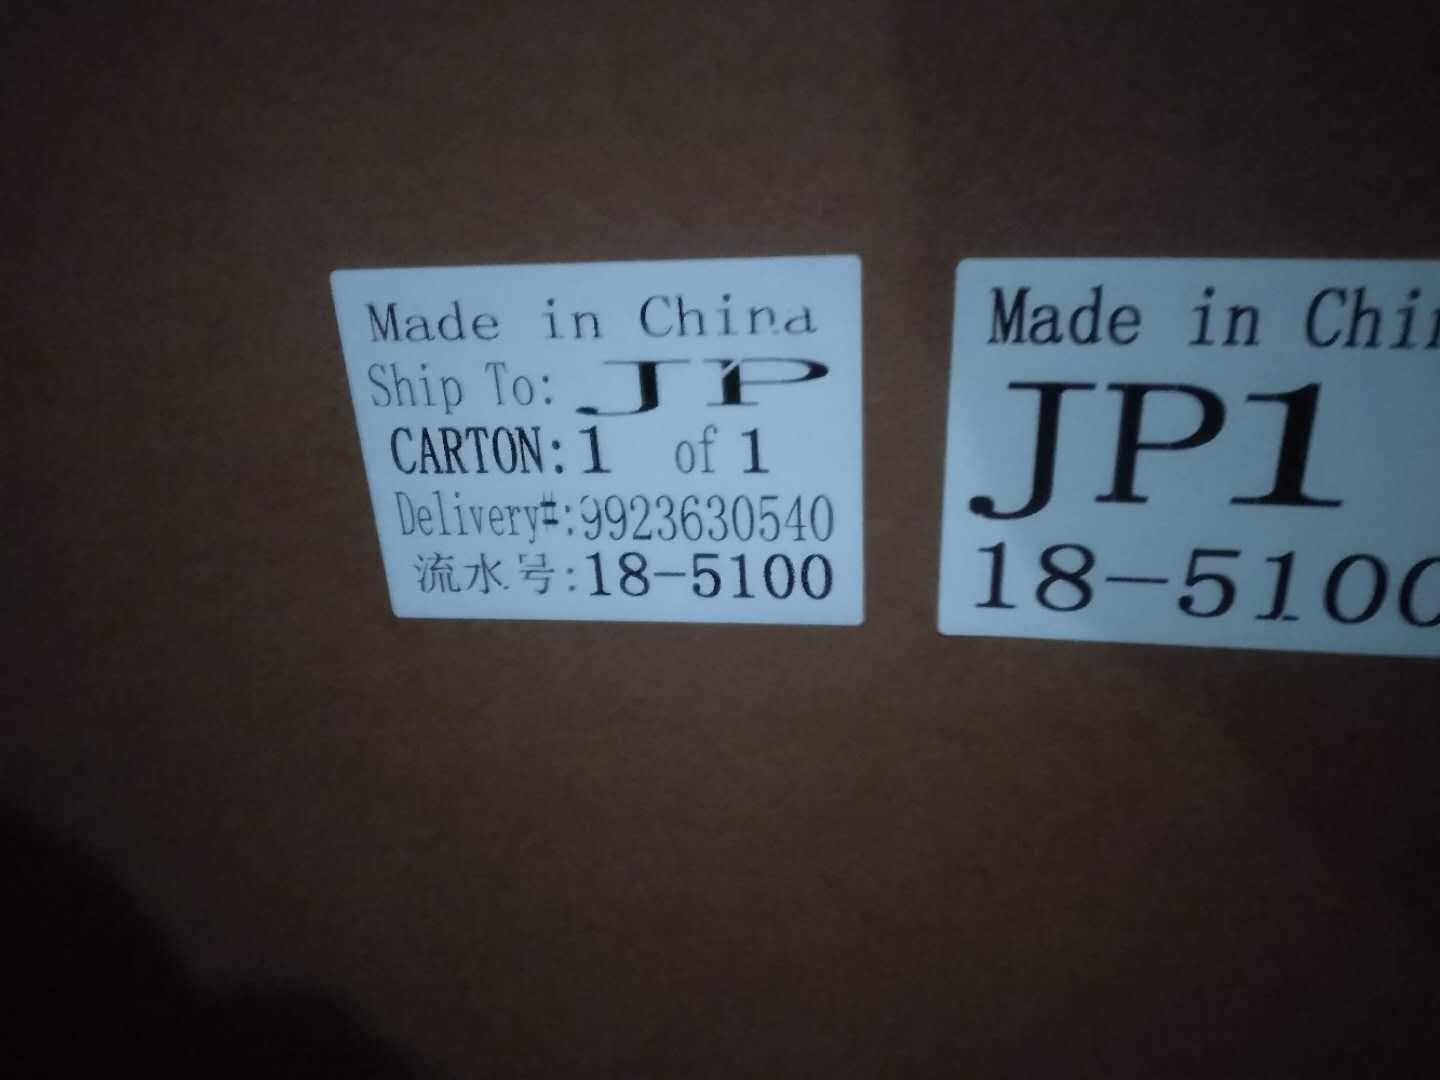 Made in China
Ship To: JP
CARTON: 1 of 1
Delivery#:9923630540
流水号:18-5100
Made in Chin
JP1
18-5100